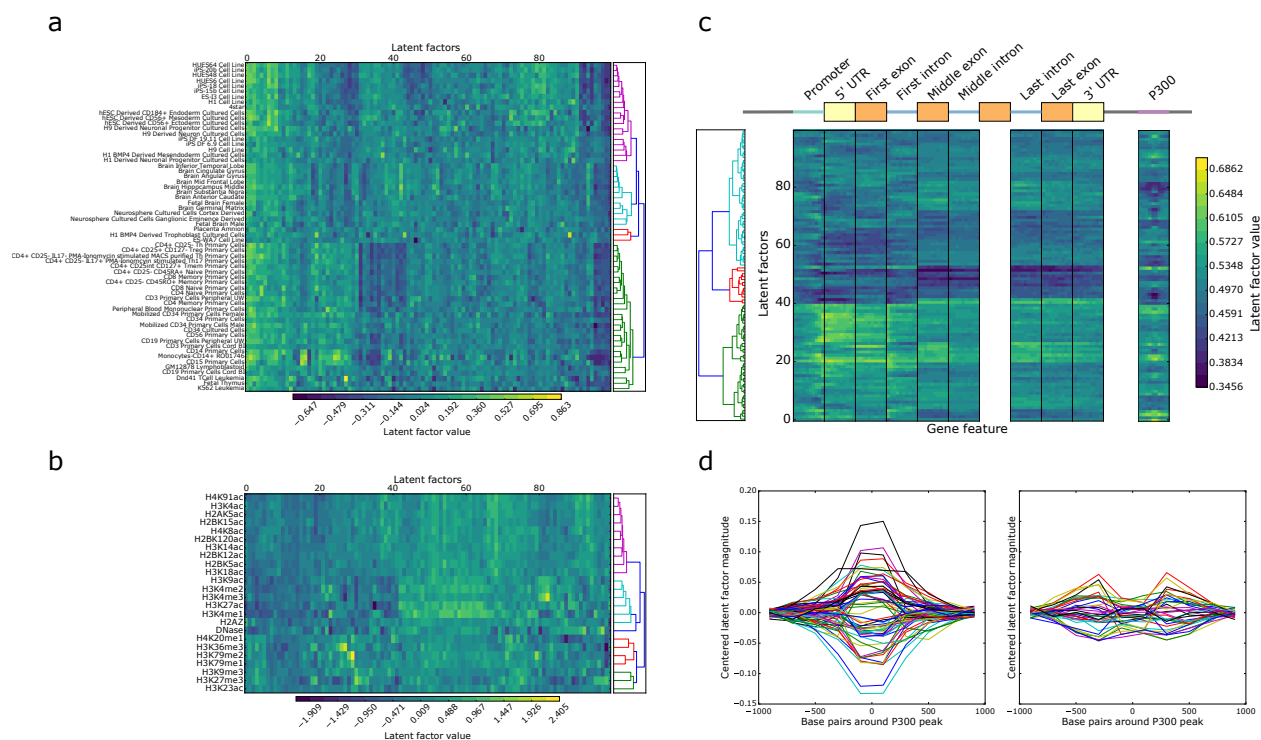 a
Latent factors
0 20 40 60 80
HUES64 Cell Line
iPS-20b Cell Line
HUES48 Cell Line
HUES6 Cell Line
iPS-18 Cell Line
iPS-15b Cell Line
ES-I3 Cell Line
H1 Cell Line
4star
hESC Derived CD184+ Endoderm Cultured Cells
hESC Derived CD56+ Mesoderm Cultured Cells
hESC Derived CD56+ Ectoderm Cultured Cells
H9 Derived Neuronal Progenitor Cultured Cells
H9 Derived Neuron Cultured Cells
iPS DF 19.11 Cell Line
iPS DF 6.9 Cell Line
H9 Cell Line
H1 BMP4 Derived Mesendoderm Cultured Cells
H1 Derived Neuronal Progenitor Cultured Cells
Brain Inferior Temporal Lobe
Brain Cingulate Gyrus
Brain Angular Gyrus
Brain Mid Frontal Lobe
Brain Hippocampus Middle
Brain Substantia Nigra
Brain Anterior Caudate
Fetal Brain Female
Brain Germinal Matrix
Neurosphere Cultured Cells Cortex Derived
Neurosphere Cultured Cells Ganglionic Eminence Derived
Fetal Brain Male
Placenta Amnion
H1 BMP4 Derived Trophoblast Cultured Cells
ES-WA7 Cell Line
CD4+ CD25- Th Primary Cells
CD4+ CD25+ CD127- Treg Primary Cells
CD4+ CD25- IL17- PMA-Ionomycin stimulated MACS purified Th Primary Cells
CD4+ CD25- IL17+ PMA-Ionomcyin stimulated Th17 Primary Cells
CD4+ CD25int CD127+ Tmem Primary Cells
CD4+ CD25- CD45RA+ Naive Primary Cells
CD8 Memory Primary Cells
CD4+ CD25- CD45RO+ Memory Primary Cells
CD8 Naive Primary Cells
CD4 Naive Primary Cells
CD3 Primary Cells Peripheral UW
CD4 Memory Primary Cells
Peripheral Blood Mononuclear Primary Cells
Mobilized CD34 Primary Cells Female
CD34 Primary Cells
Mobilized CD34 Primary Cells Male
CD34 Cultured Cells
CD56 Primary Cells
CD19 Primary Cells Peripheral UW
CD3 Primary Cells Cord BI
CD14 Primary Cells
Monocytes-CD14+ RO01746
CD15 Primary Cells
GM12878 Lymphoblastoid
CD19 Primary Cells Cord BI
Dnd41 TCell Leukemia
Fetal Thymus
K562 Leukemia
−0.647 −0.479 −0.311 −0.144 0.024 0.192 0.360 0.527 0.695 0.863
Latent factor value
b
Latent factors
0 20 40 60 80
H4K91ac
H3K4ac
H2AK5ac
H2BK15ac
H4K8ac
H2BK120ac
H3K14ac
H2BK12ac
H2BK5ac
H3K18ac
H3K9ac
H3K4me2
H3K4me3
H3K27ac
H3K4me1
H2AZ
DNase
H4K20me1
H3K36me3
H3K79me2
H3K79me1
H3K9me3
H3K27me3
H3K23ac
−1.909 −1.429 −0.950 −0.471 0.009 0.488 0.967 1.447 1.926 2.405
Latent factor value
c
Promoter 5' UTR First exon First intron Middle exon Middle intron Last intron Last exon 3' UTR P300
Latent factors
80
60
40
20
0
Gene feature
0.6862
0.6484
0.6105
0.5727
0.5348
0.4970
0.4591
0.4213
0.3834
0.3456
Latent factor value
d
Centered latent factor magnitude
0.20
0.15
0.10
0.05
0.00
−0.05
−0.10
−0.15
−1000 −500 0 500 1000
Base pairs around P300 peak
Centered latent factor magnitude
−1000 −500 0 500 1000
Base pairs around P300 peak